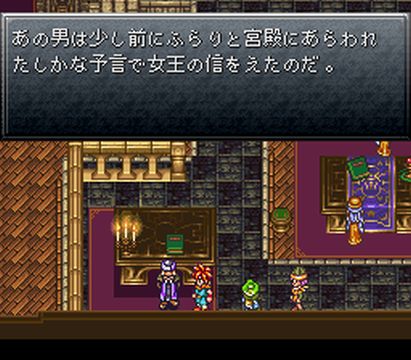 あの男は少し前にふらりと宮殿にあらわれ
たしかな予言で女王の信をえたのだ。